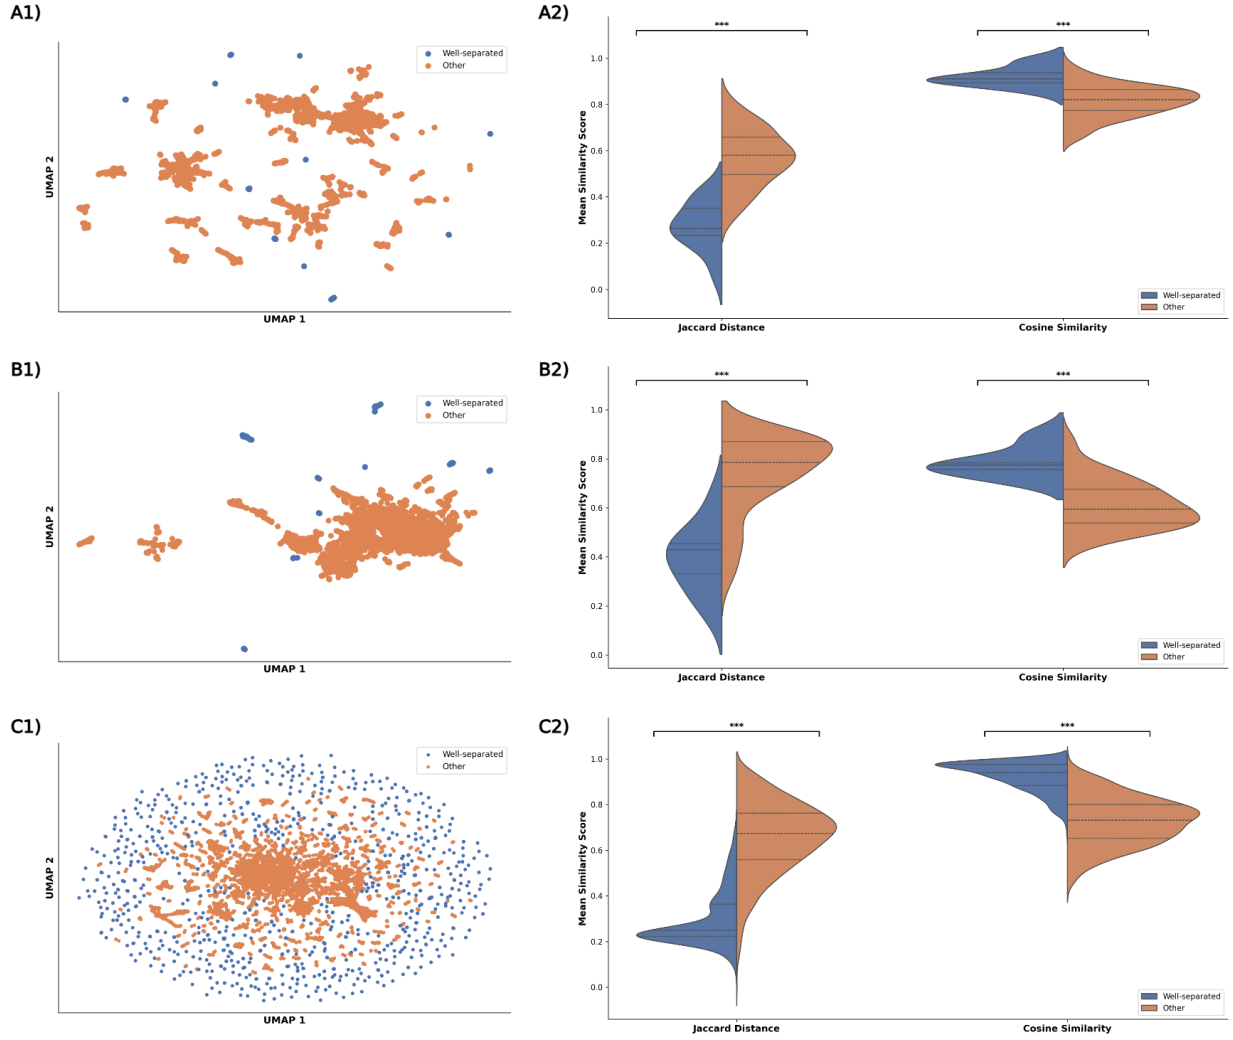 A1)
Well-separated
Other
UMAP 2
UMAP 1
A2)
***
***
Mean Similarity Score
1.0
0.8
0.6
0.4
0.2
0.0
Well-separated
Other
Jaccard Distance
Cosine Similarity
B1)
Well-separated
Other
UMAP 2
UMAP 1
B2)
***
***
Mean Similarity Score
1.0
0.8
0.6
0.4
0.2
0.0
Well-separated
Other
Jaccard Distance
Cosine Similarity
C1)
Well-separated
Other
UMAP 2
UMAP 1
C2)
***
***
Mean Similarity Score
1.0
0.8
0.6
0.4
0.2
0.0
Well-separated
Other
Jaccard Distance
Cosine Similarity